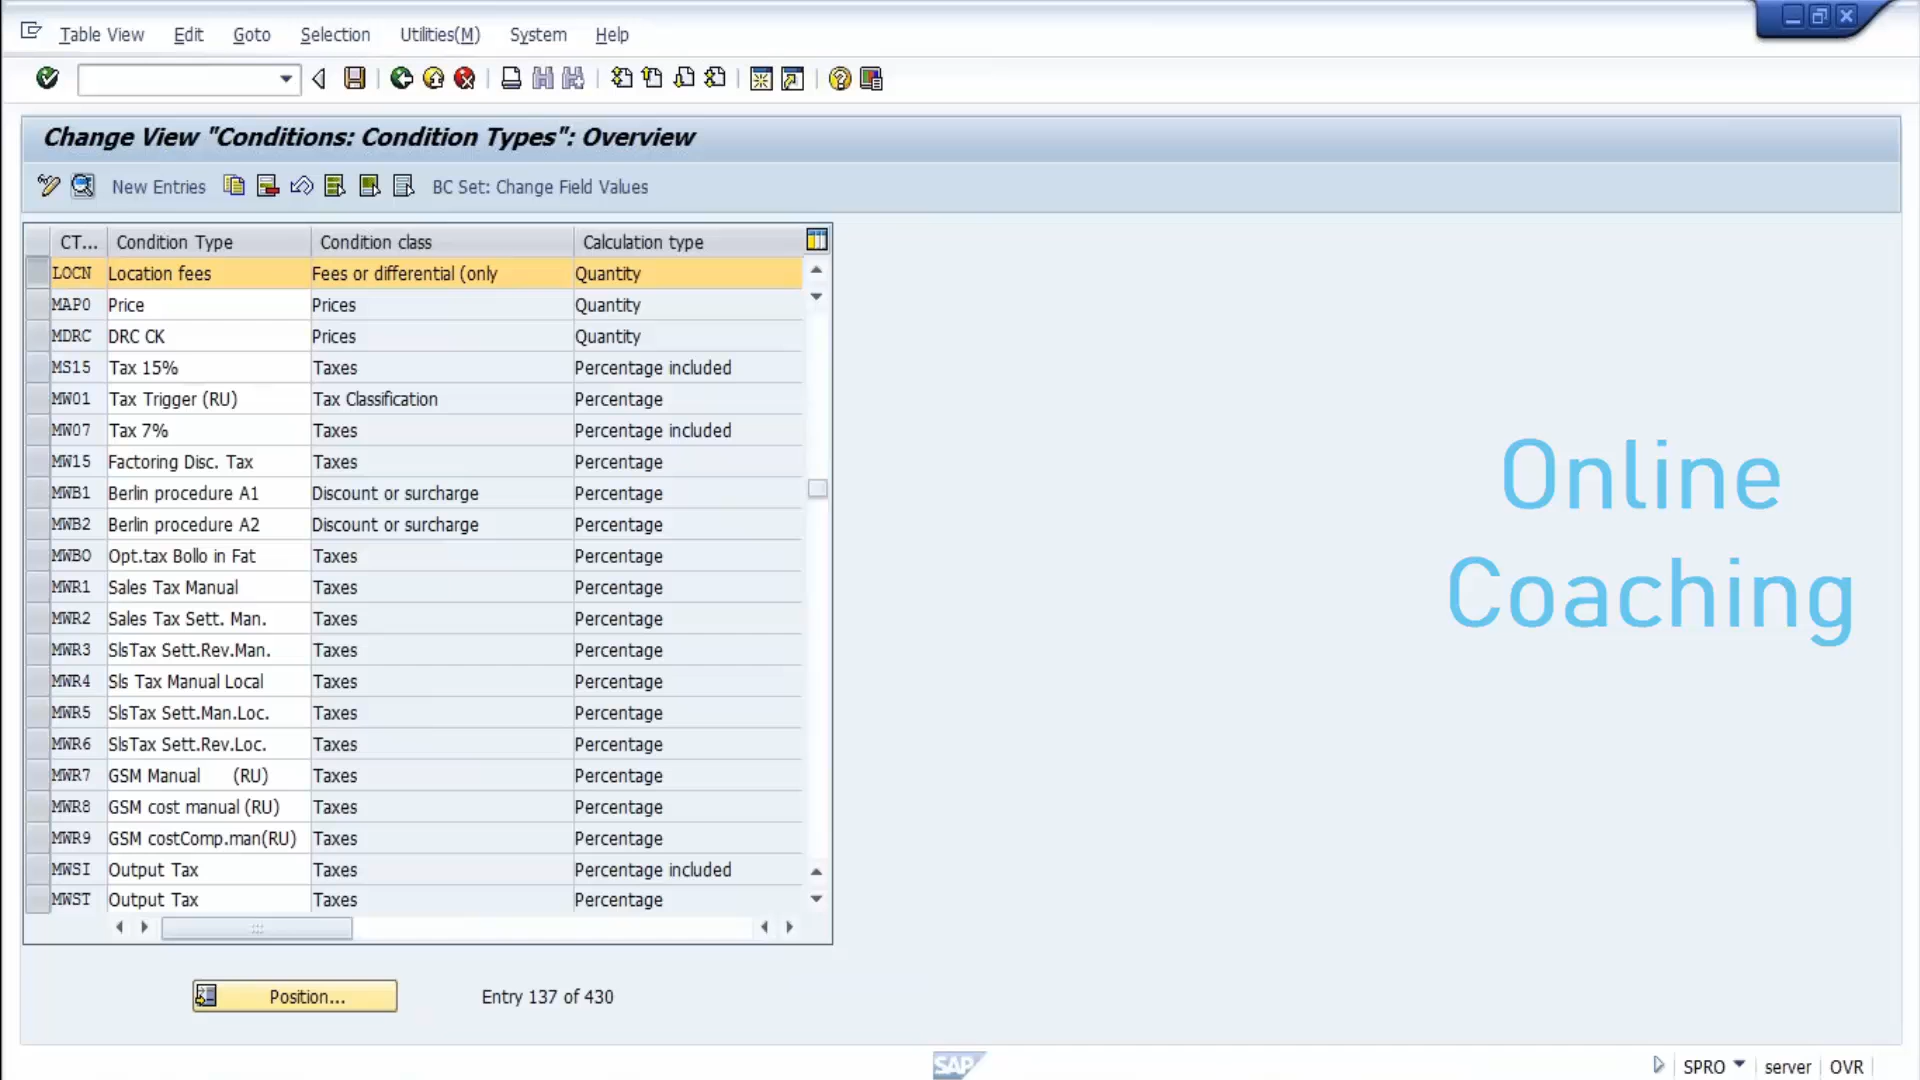 Table View Edit Goto Selection Utilities(M) System Help
Change View "Conditions: Condition Types": Overview
New Entries BC Set: Change Field Values
CT... Condition Type Condition class Calculation type
LOCN Location fees Fees or differential (only Quantity
MAP0 Price Prices Quantity
MDRC DRC CK Prices Quantity
MS15 Tax 15% Taxes Percentage included
MW01 Tax Trigger (RU) Tax Classification Percentage
MW07 Tax 7% Taxes Percentage included
MW15 Factoring Disc. Tax Taxes Percentage
MWB1 Berlin procedure A1 Discount or surcharge Percentage
MWB2 Berlin procedure A2 Discount or surcharge Percentage
MWBO Opt.tax Bollo in Fat Taxes Percentage
MWR1 Sales Tax Manual Taxes Percentage
MWR2 Sales Tax Sett. Man. Taxes Percentage
MWR3 SlsTax Sett.Rev.Man. Taxes Percentage
MWR4 Sls Tax Manual Local Taxes Percentage
MWR5 SlsTax Sett.Man.Loc. Taxes Percentage
MWR6 SlsTax Sett.Rev.Loc. Taxes Percentage
MWR7 GSM Manual (RU) Taxes Percentage
MWR8 GSM cost manual (RU) Taxes Percentage
MWR9 GSM costComp.man(RU) Taxes Percentage
MWSI Output Tax Taxes Percentage included
MWST Output Tax Taxes Percentage
Position... Entry 137 of 430
Online
Coaching
SAP SPRO server OVR